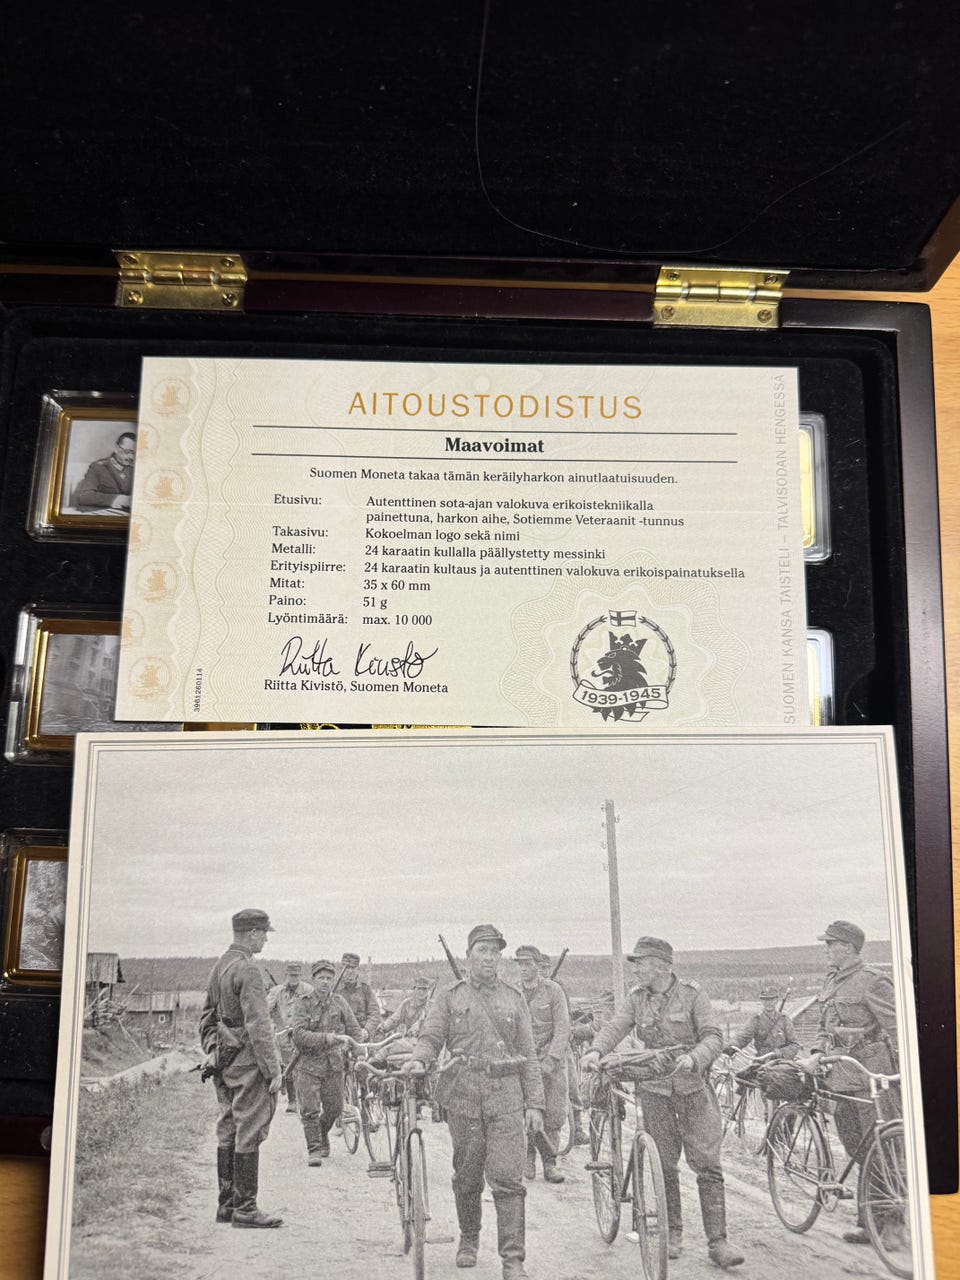 AITOUSTODISTUS
Maavoimat
Suomen Moneta takaa tämän keräilyharkon ainutlaatuisuuden.
Etusivu: Autenttinen sota-ajan valokuva erikoistekniikalla
painettuna, harkon aihe, Sotiemme Veteraanit -tunnus
Takasivu: Kokoelman logo sekä nimi
Metalli: 24 karaatin kullalla päällystetty messinki
Erityispiirre: 24 karaatin kultaus ja autenttinen valokuva erikoispainatuksella
Mitat: 35 x 60 mm
Paino: 51 g
Lyöntimäärä: max. 10 000
Riitta Kivistö
Riitta Kivistö, Suomen Moneta
1939-1945
3961260114
SUOMEN KANSA TAISTELI – TALVISODAN HENGESSÄ